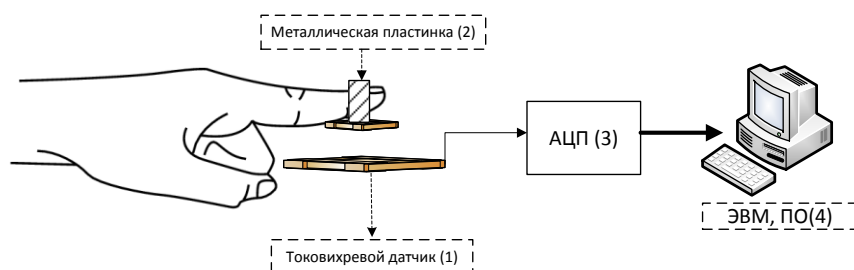 Металлическая пластинка (2)
АЦП (3)
ЭВМ, ПО(4)
Токовихревой датчик (1)